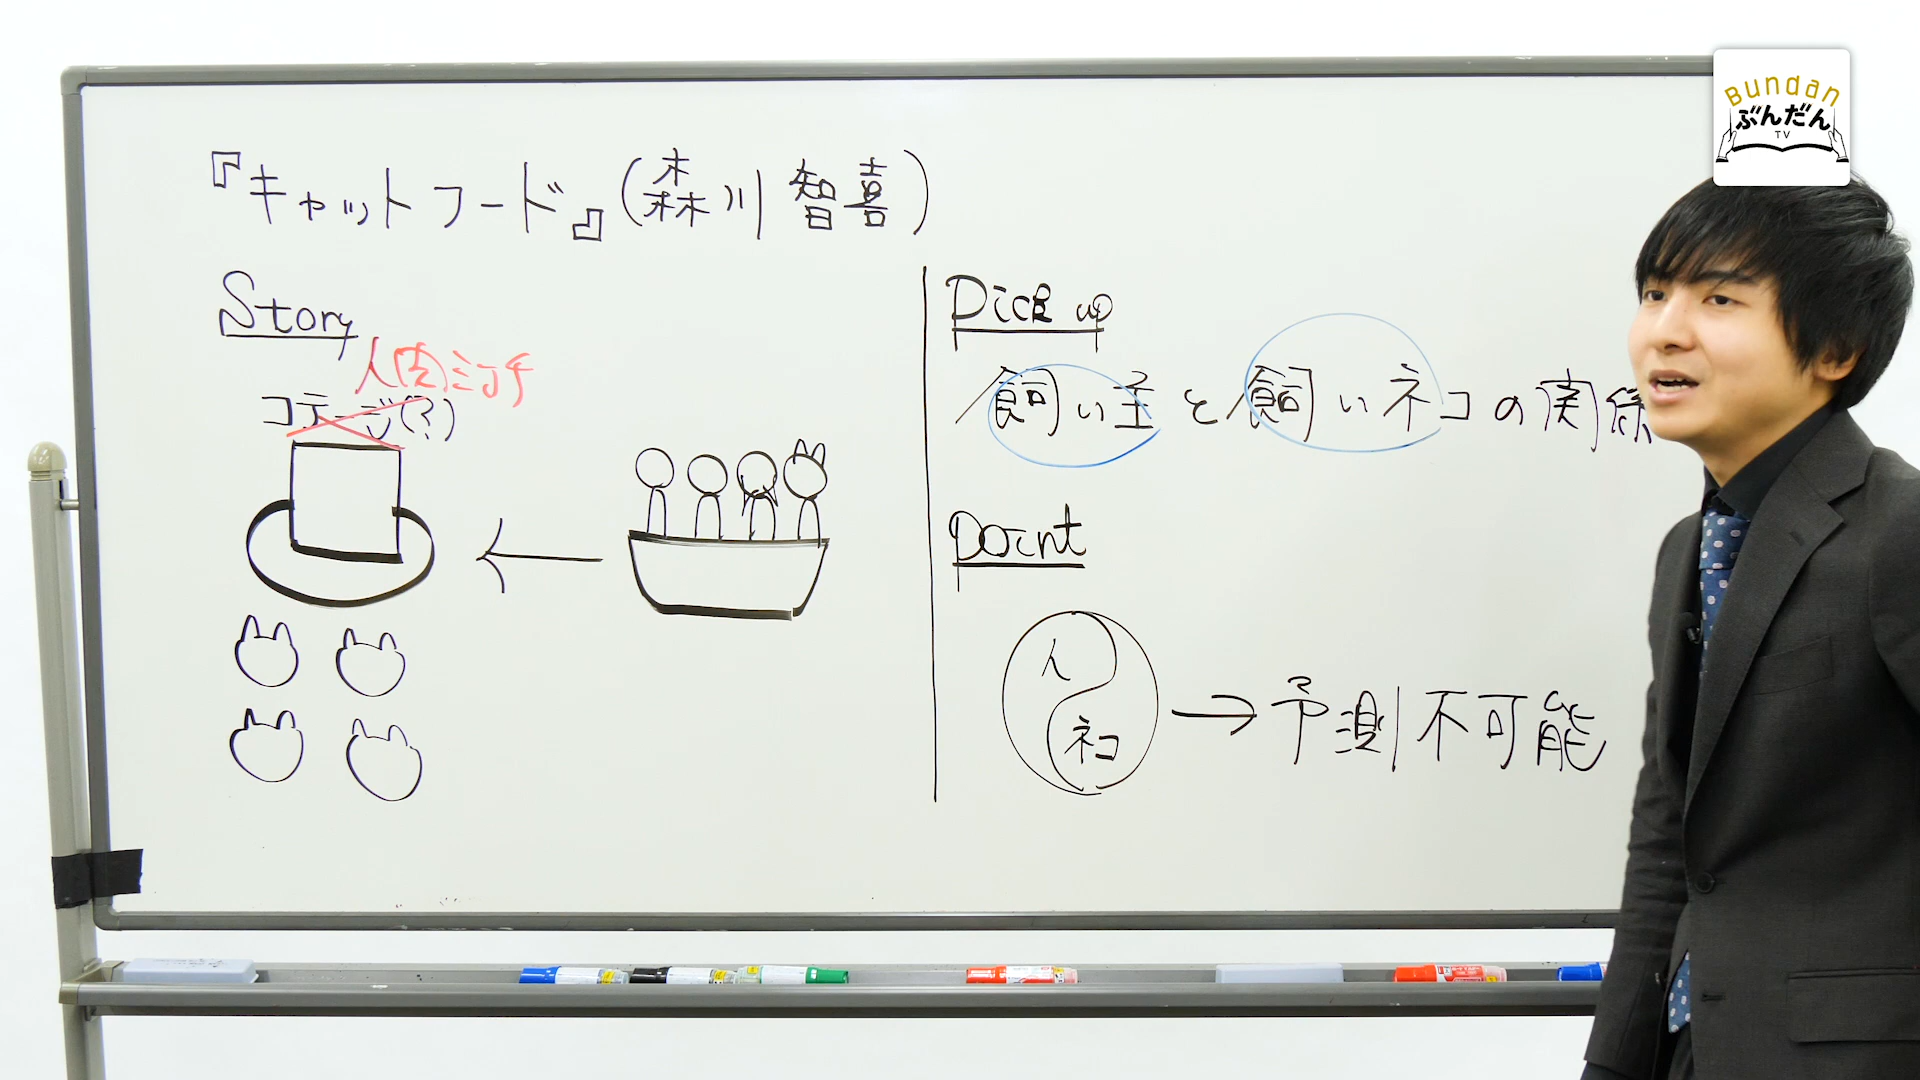 『キャットフード』(森川智喜)
Story
人肉ミンチ
コテージ(?)
Pick up
飼い主と飼いネコの関係
Point
人
ネコ
→予測不可能
Bundan
ぶんだん
TV